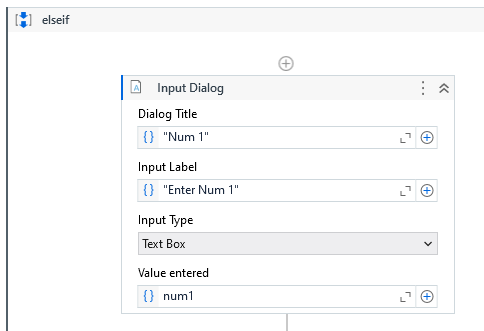 elseif
Input Dialog
Dialog Title
"Num 1"
Input Label
"Enter Num 1"
Input Type
Text Box
Value entered
num1